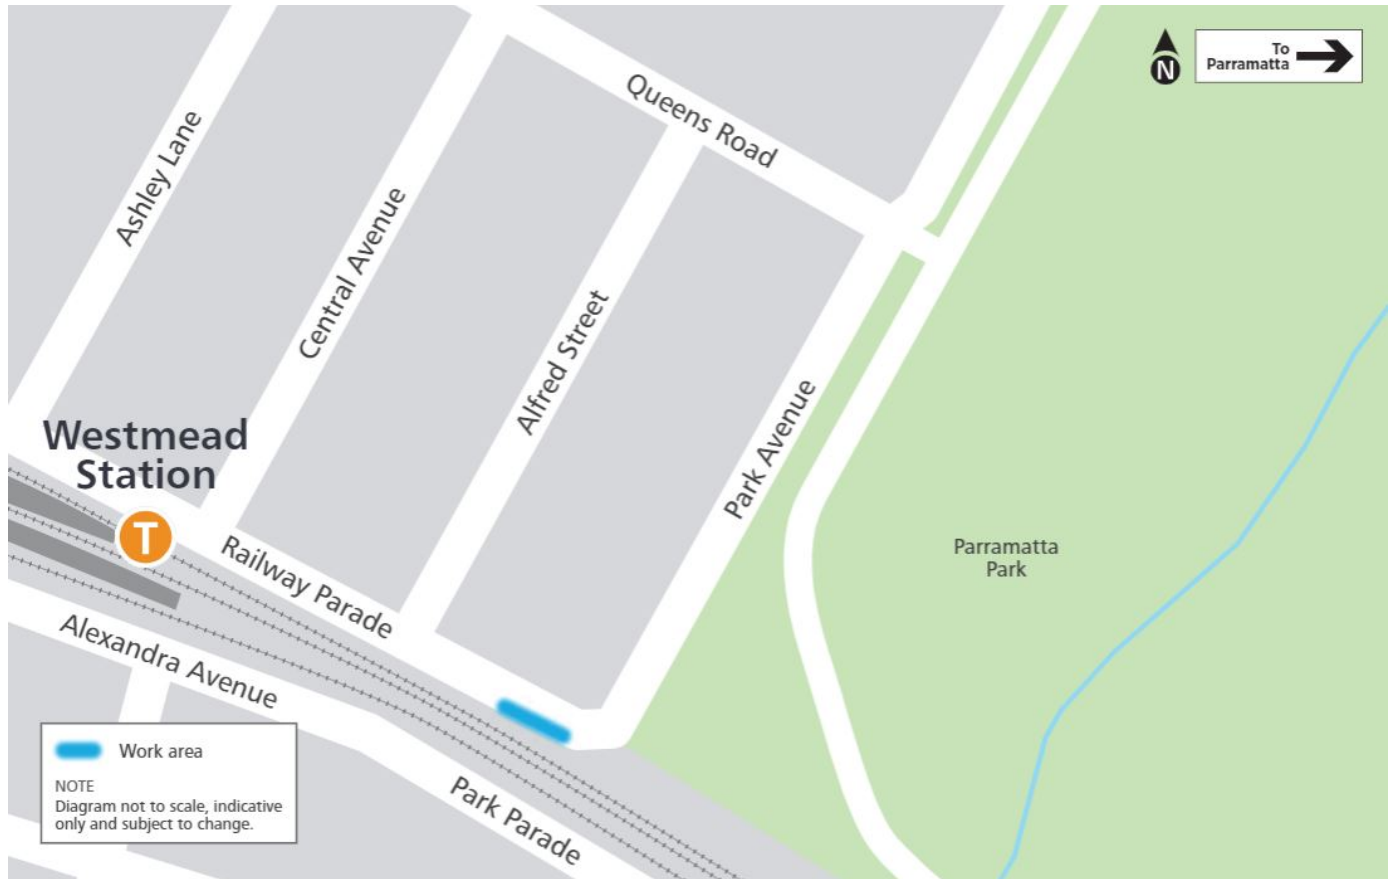 N
To
Parramatta
Queens Road
Ashley Lane
Central Avenue
Alfred Street
Park Avenue
Westmead
Station
T
Railway Parade
Parramatta
Park
Alexandra Avenue
Park Parade
Work area
NOTE
Diagram not to scale, indicative
only and subject to change.